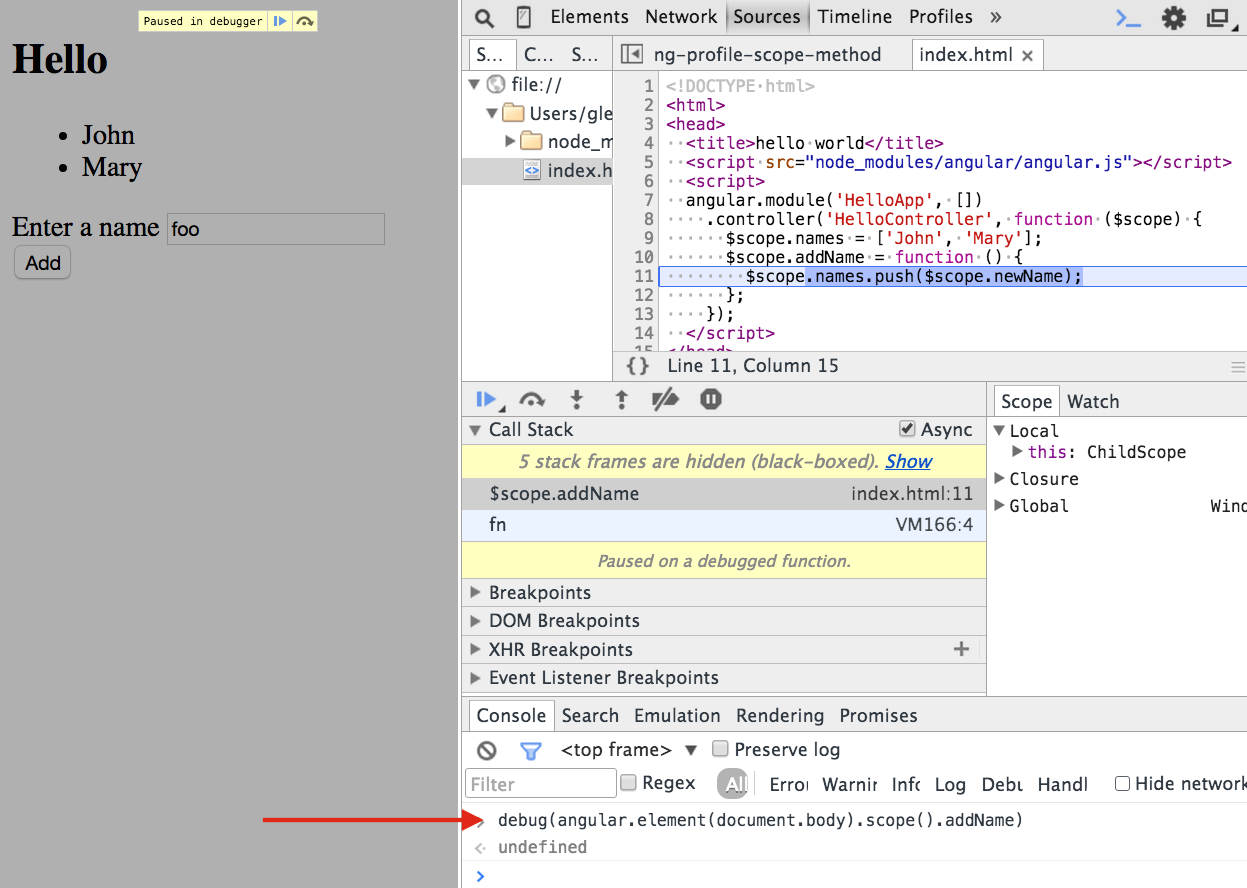 Paused in debugger
Hello
• John
• Mary
Enter a name foo
Add
Elements Network Sources Timeline Profiles »
S... C... S... ng-profile-scope-method index.html ×
file://
Users/gle
node_m
index.h
1 <!DOCTYPE·html>
2 <html>
3 <head>
4 ··<title>hello·world</title>
5 ··<script·src="node_modules/angular/angular.js"></script>
6 ··<script>
7 ··angular.module('HelloApp',·[])
8 ····.controller('HelloController',·function·($scope)·{
9 ······$scope.names·=·['John',·'Mary'];
10 ······$scope.addName·=·function·()·{
11 ········$scope.names.push($scope.newName);
12 ······};
13 ····});
14 ··</script>
15 </head>
{} Line 11, Column 15
Call Stack Async
5 stack frames are hidden (black-boxed). Show
$scope.addName index.html:11
fn VM166:4
Paused on a debugged function.
Breakpoints
DOM Breakpoints
XHR Breakpoints +
Event Listener Breakpoints
Scope Watch
Local
this: ChildScope
Closure
Global Wind
Console Search Emulation Rendering Promises
<top frame> ▼ Preserve log
Filter Regex All Erro Warnin Info Log Debu Handl Hide network
> debug(angular.element(document.body).scope().addName)
undefined
>